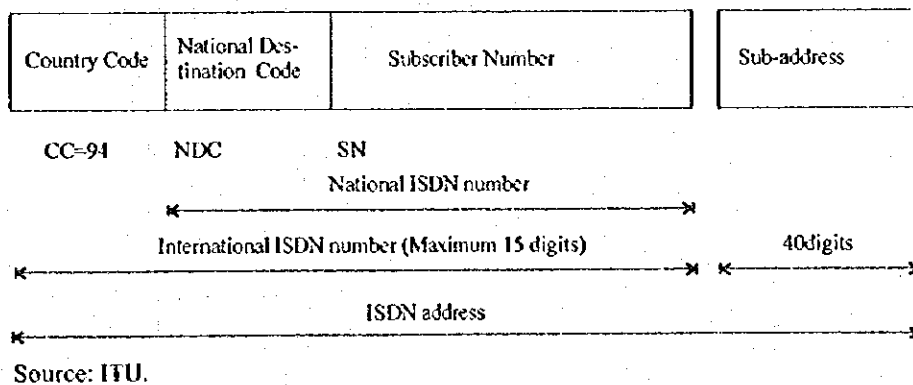 Country Code
National Des-
tination Code
Subscriber Number
Sub-address
CC=94
NDC
SN
National ISDN number
International ISDN number (Maximum 15 digits)
40digits
ISDN address
Source: ITU.